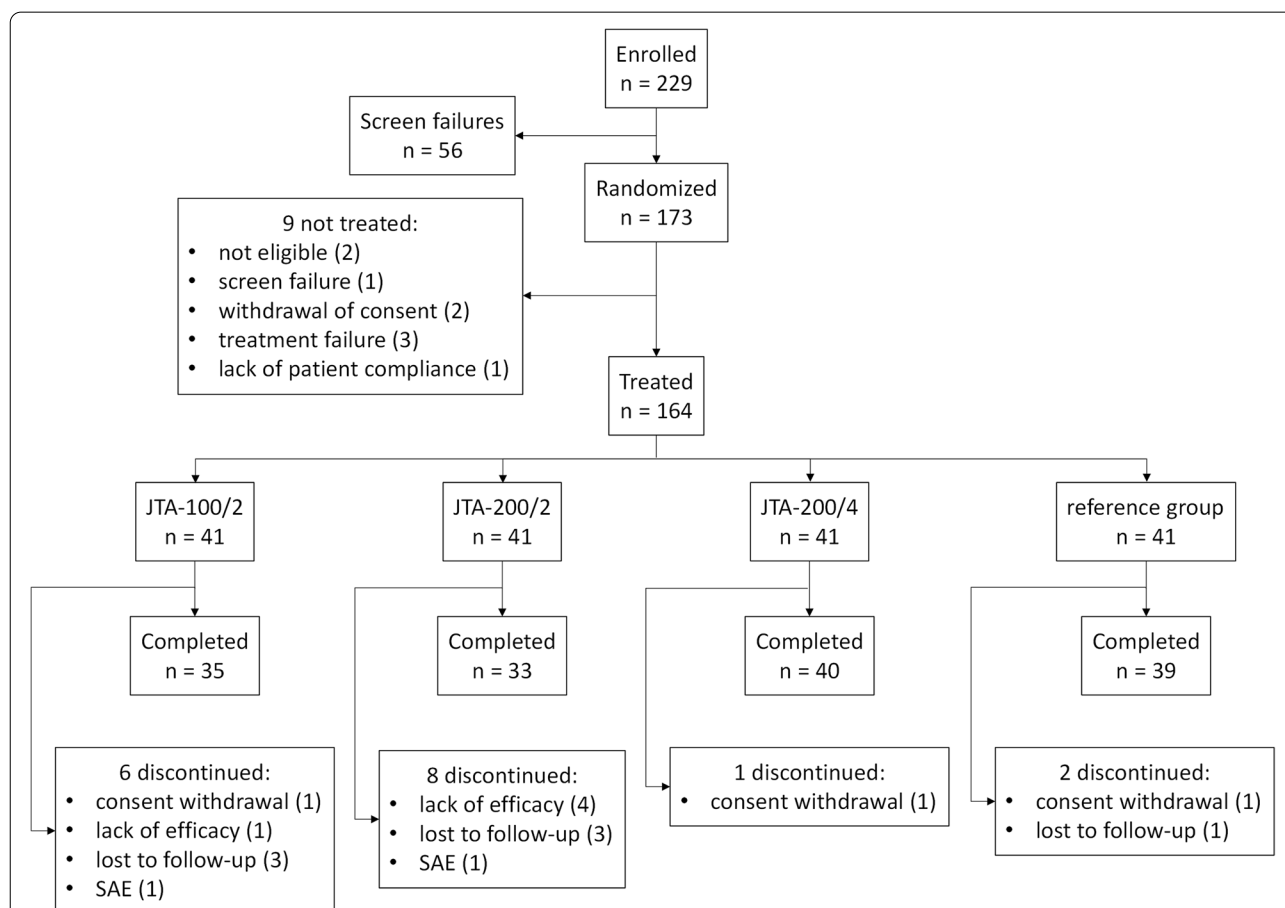 Enrolled
n = 229
Screen failures
n = 56
Randomized
n = 173
9 not treated:
• not eligible (2)
• screen failure (1)
• withdrawal of consent (2)
• treatment failure (3)
• lack of patient compliance (1)
Treated
n = 164
JTA-100/2
n = 41
JTA-200/2
n = 41
JTA-200/4
n = 41
reference group
n = 41
Completed
n = 35
Completed
n = 33
Completed
n = 40
Completed
n = 39
6 discontinued:
• consent withdrawal (1)
• lack of efficacy (1)
• lost to follow-up (3)
• SAE (1)
8 discontinued:
• lack of efficacy (4)
• lost to follow-up (3)
• SAE (1)
1 discontinued:
• consent withdrawal (1)
2 discontinued:
• consent withdrawal (1)
• lost to follow-up (1)